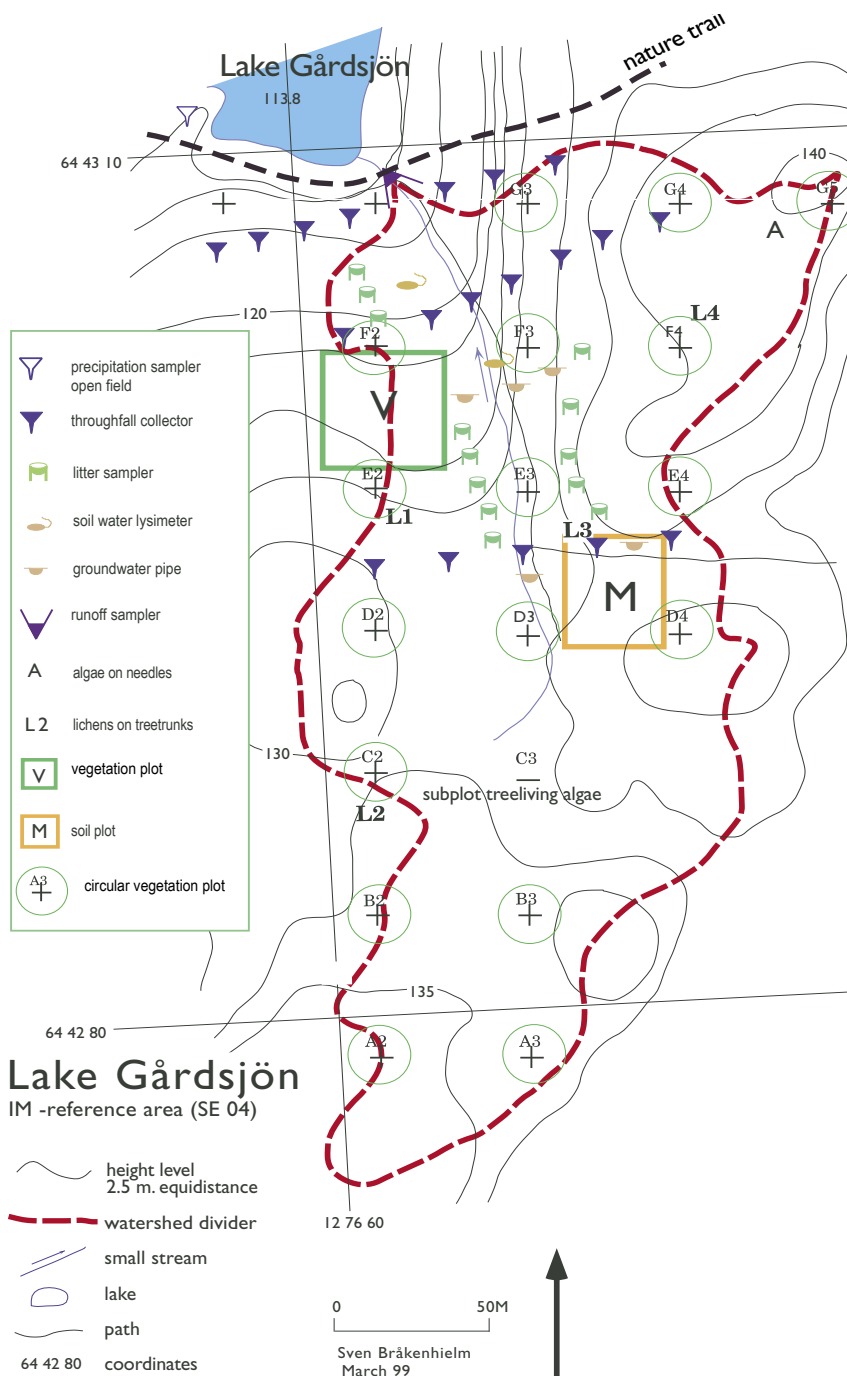 nature trail
Lake Gårdsjön
113.8
64 43 10
140
G3
G4
G5
A
120
F2
F3
F4
L4
V
E2
E3
E4
L1
L3
M
D2
D3
D4
130
C2
C3
subplot treeliving algae
L2
B2
B3
135
64 42 80
A2
A3
12 76 60
precipitation sampler
open field
throughfall collector
litter sampler
soil water lysimeter
groundwater pipe
runoff sampler
A algae on needles
L 2 lichens on treetrunks
V vegetation plot
M soil plot
A3 circular vegetation plot
Lake Gårdsjön
IM -reference area (SE 04)
height level
2.5 m. equidistance
watershed divider
small stream
lake
path
64 42 80 coordinates
0 50M
Sven Bråkenhielm
March 99